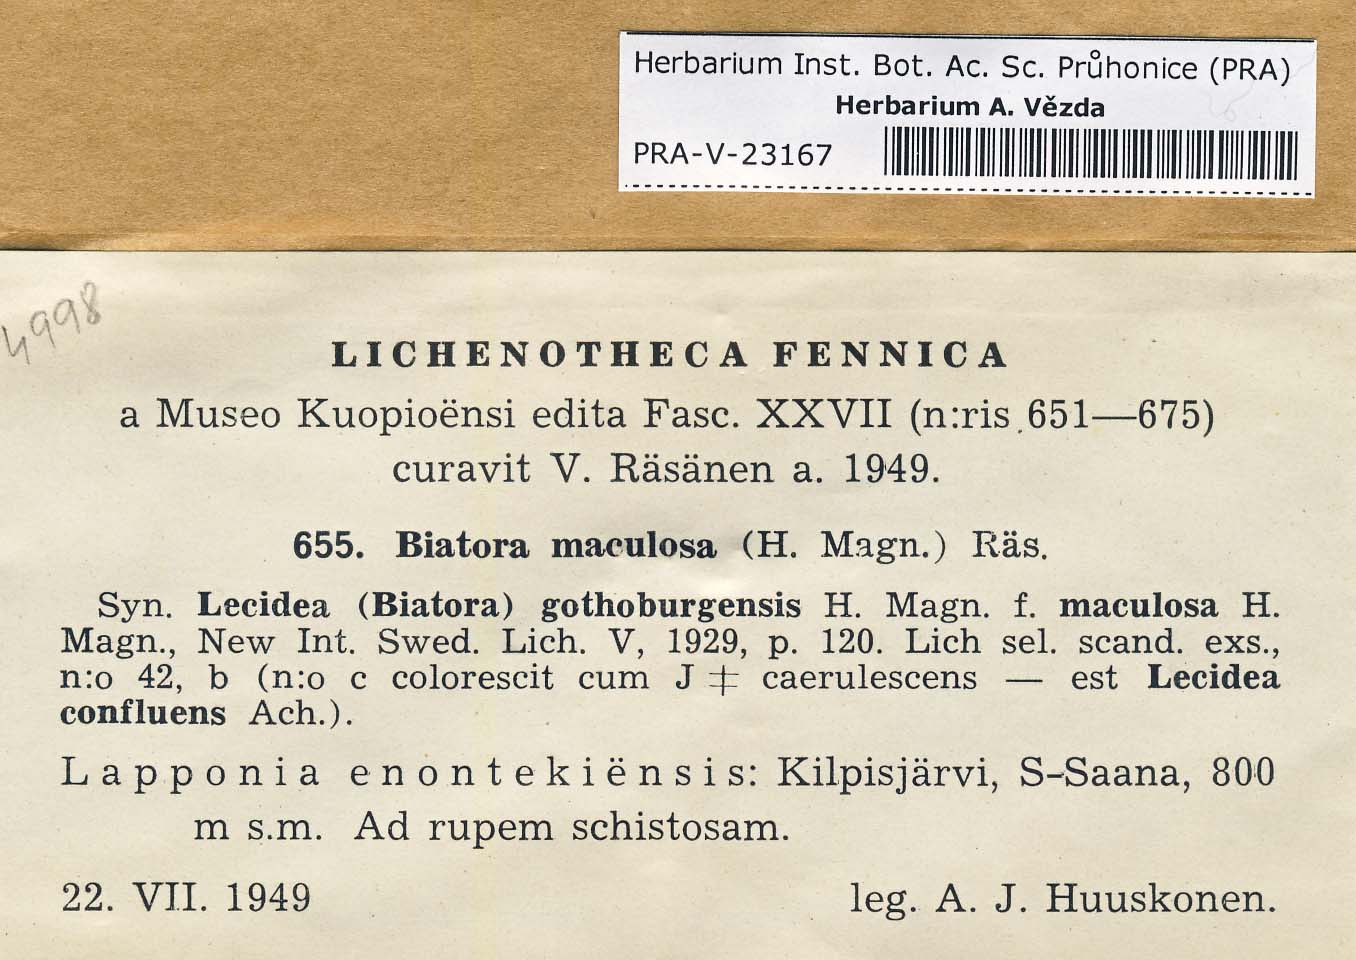 Herbarium Inst. Bot. Ac. Sc. Průhonice (PRA)
Herbarium A. Vězda
PRA-V-23167
4998
LICHENOTHECA FENNICA
a Museo Kuopioënsi edita Fasc. XXVII (n:ris 651—675)
curavit V. Räsänen a. 1949.
655. Biatora maculosa (H. Magn.) Räs.
Syn. Lecidea (Biatora) gothoburgensis H. Magn. f. maculosa H.
Magn., New Int. Swed. Lich. V, 1929, p. 120. Lich sel. scand. exs.,
n:o 42, b (n:o c colorescit cum J ‡ caerulescens — est Lecidea
confluens Ach.).
Lapponia enontekiënsis: Kilpisjärvi, S-Saana, 800
m s.m. Ad rupem schistosam.
22. VII. 1949 leg. A. J. Huuskonen.